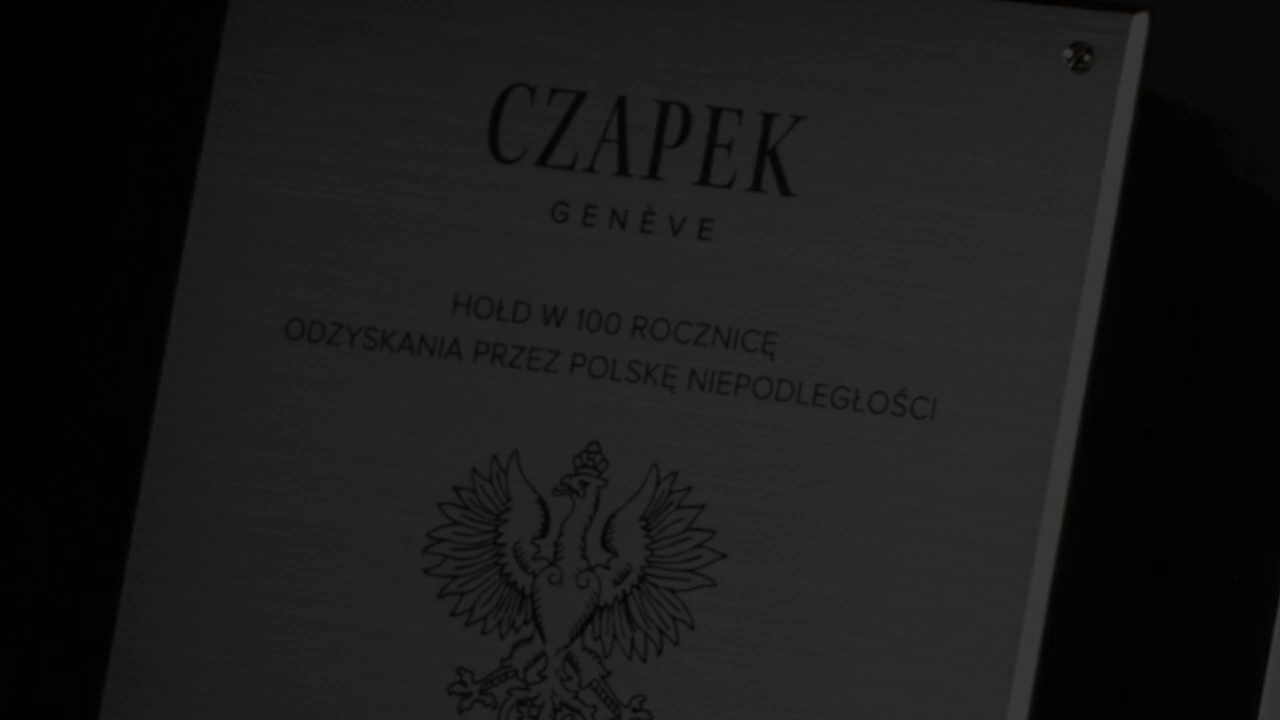 CZAPEK
GENÈVE
HOŁD W 100 ROCZNICĘ
ODZYSKANIA PRZEZ POLSKĘ NIEPODLEGŁOŚCI